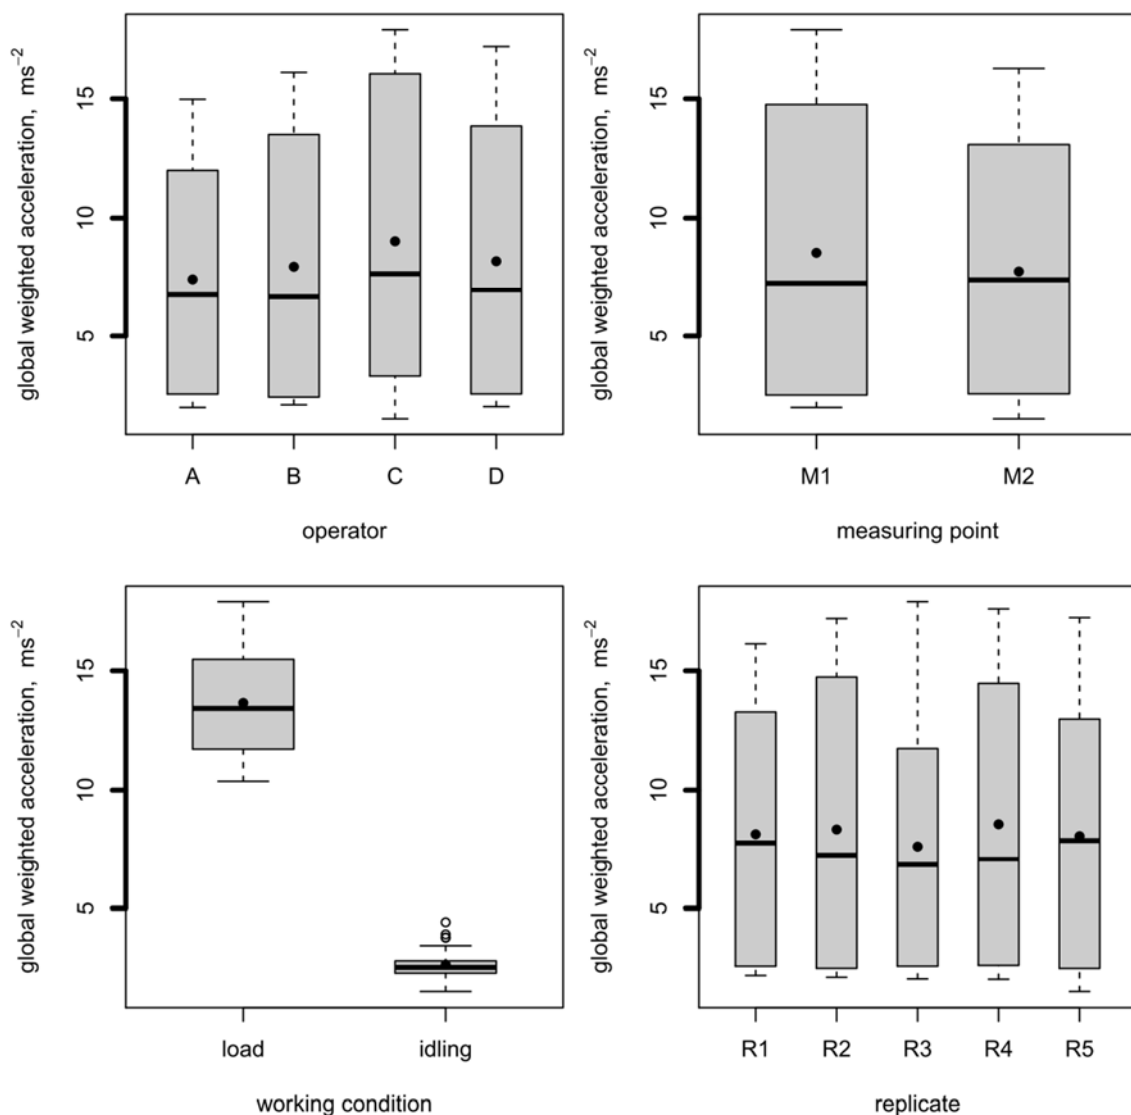 global weighted acceleration, ms⁻²
15
10
5
A B C D
operator
global weighted acceleration, ms⁻²
15
10
5
M1 M2
measuring point
global weighted acceleration, ms⁻²
15
10
5
load idling
working condition
global weighted acceleration, ms⁻²
15
10
5
R1 R2 R3 R4 R5
replicate